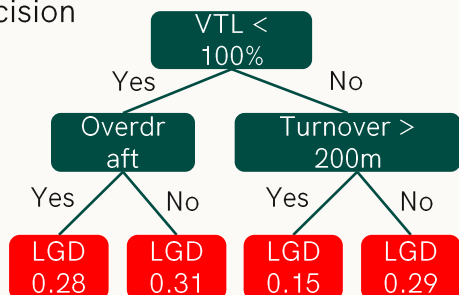 cision
VTL <
100%
Yes
No
Overdr
aft
Turnover >
200m
Yes
No
Yes
No
LGD
0.28
LGD
0.31
LGD
0.15
LGD
0.29